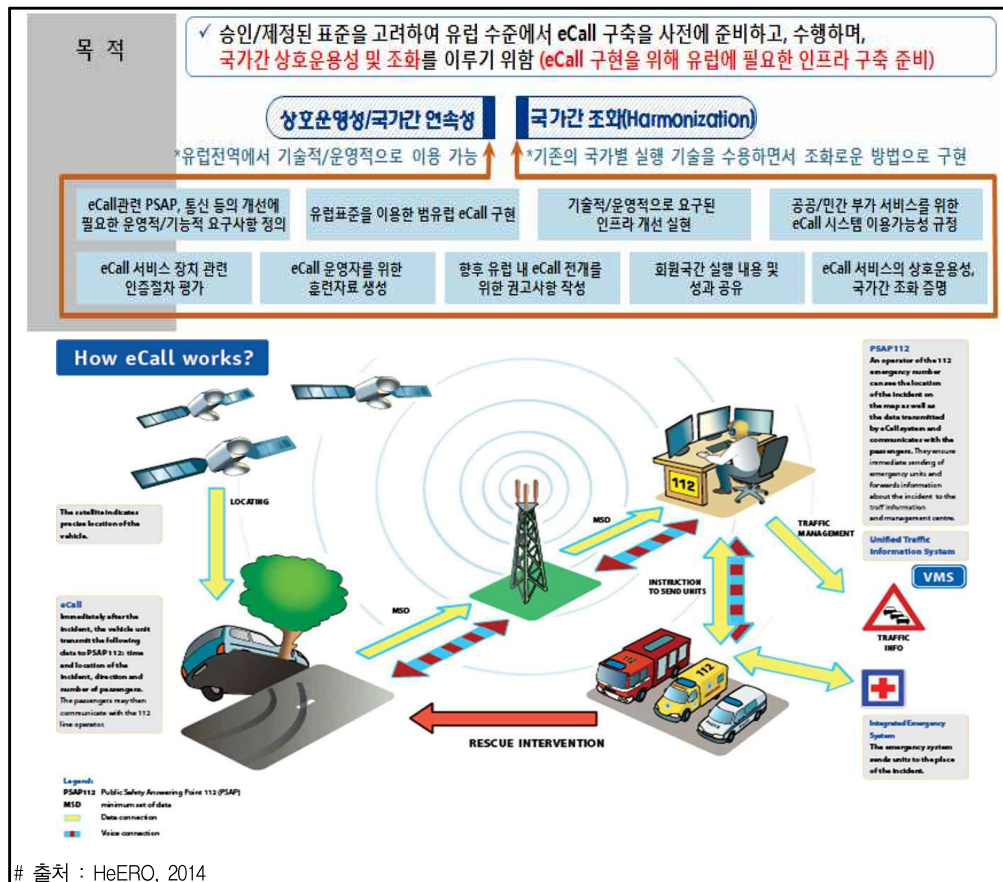 목 적
✓ 승인/제정된 표준을 고려하여 유럽 수준에서 eCall 구축을 사전에 준비하고, 수행하며,
국가간 상호운용성 및 조화를 이루기 위함 (eCall 구현을 위해 유럽에 필요한 인프라 구축 준비)
상호운영성/국가간 연속성
국가간 조화(Harmonization)
*유럽전역에서 기술적/운영적으로 이용 가능
*기존의 국가별 실행 기술을 수용하면서 조화로운 방법으로 구현
eCall관련 PSAP, 통신 등의 개선에
필요한 운영적/기능적 요구사항 정의
유럽표준을 이용한 범유럽 eCall 구현
기술적/운영적으로 요구된
인프라 개선 실현
공공/민간 부가 서비스를 위한
eCall 시스템 이용가능성 규정
eCall 서비스 장치 관련
인증절차 평가
eCall 운영자를 위한
훈련자료 생성
향후 유럽 내 eCall 전개를
위한 권고사항 작성
회원국간 실행 내용 및
성과 공유
eCall 서비스의 상호운용성,
국가간 조화 증명
How eCall works?
PSAP112
An operator of the 112
emergency number
can see the location
of the incident on
the map as well as
the data transmitted
by eCall system and
communicates with the
passengers. They ensure
immediate sending of
emergency units and
forwards information
about the incident to the
traff information
and management centre.
LOCATING
The satellite indicates
precise location of the
vehicle.
112
MSD
TRAFFIC
MANAGEMENT
Unified Traffic
Information System
VMS
INSTRUCTION
TO SEND UNITS
TRAFFIC
INFO
eCall
Immediately after the
incident, the vehicle unit
transmit the following
data to PSAP112: time
and location of the
incident, direction and
number of passengers.
The passengers may then
communicate with the 112
line operator.
MSD
112
RESCUE INTERVENTION
Integrated Emergency
System
The emergency system
sends units to the place
of the incident.
Legend:
PSAP112 Public Safety Answering Point 112 (PSAP)
MSD minimum set of data
Data connection
Voice connection
# 출처 : HeERO, 2014